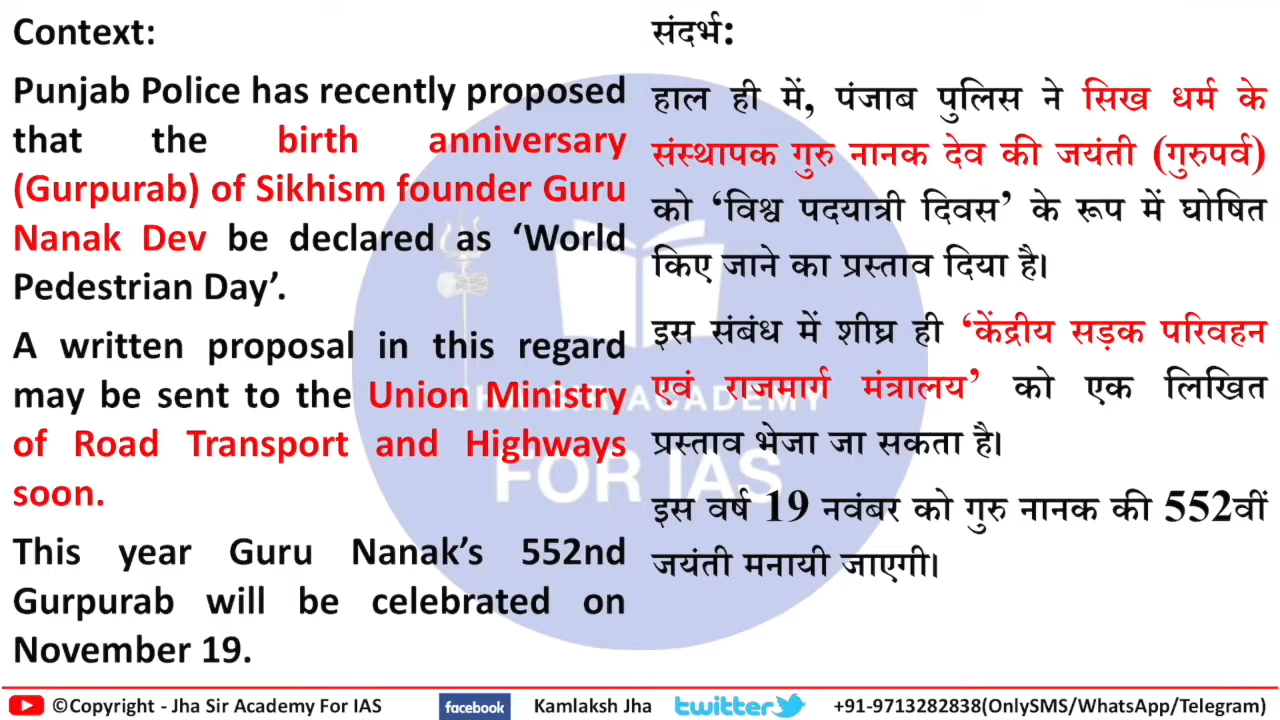 Context:
Punjab Police has recently proposed
that the birth anniversary
(Gurpurab) of Sikhism founder Guru
Nanak Dev be declared as ‘World
Pedestrian Day’.
A written proposal in this regard
may be sent to the Union Ministry
of Road Transport and Highways
soon.
This year Guru Nanak’s 552nd
Gurpurab will be celebrated on
November 19.
संदर्भ:
हाल ही में, पंजाब पुलिस ने सिख धर्म के
संस्थापक गुरु नानक देव की जयंती (गुरुपर्व)
को ‘विश्व पदयात्री दिवस’ के रूप में घोषित
किए जाने का प्रस्ताव दिया है।
इस संबंध में शीघ्र ही ‘केंद्रीय सड़क परिवहन
एवं राजमार्ग मंत्रालय’ को एक लिखित
प्रस्ताव भेजा जा सकता है।
इस वर्ष 19 नवंबर को गुरु नानक की 552वीं
जयंती मनायी जाएगी।
JHA SIR ACADEMY
FOR IAS
©Copyright - Jha Sir Academy For IAS facebook Kamlaksh Jha twitter +91-9713282838(OnlySMS/WhatsApp/Telegram)